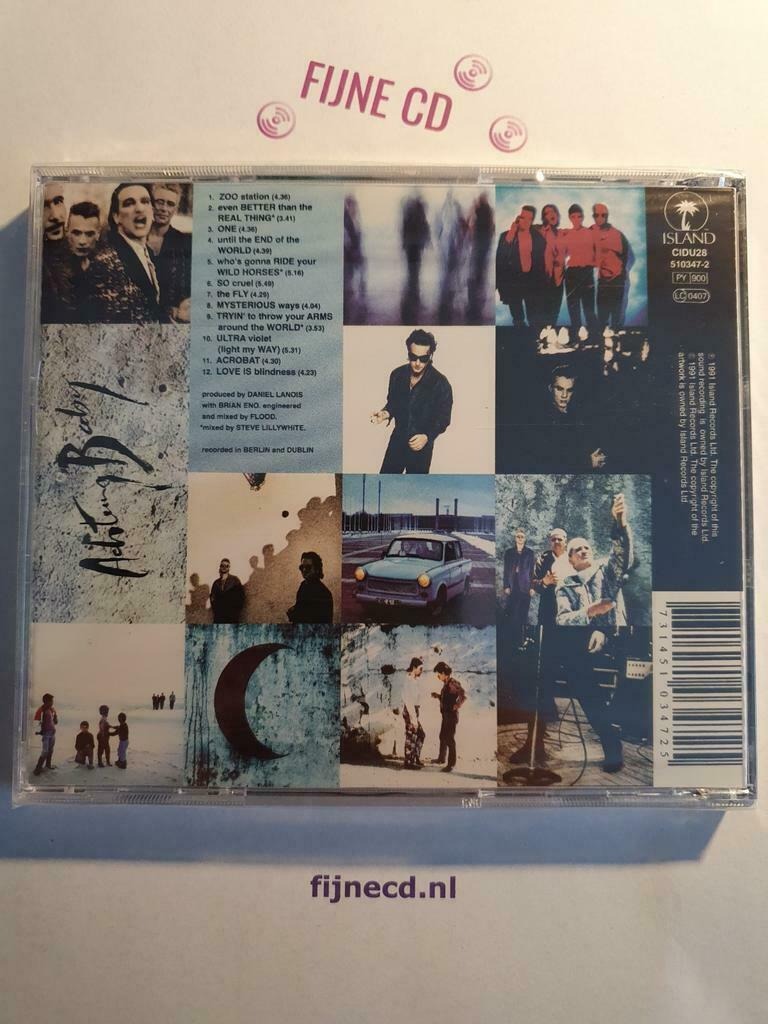 FIJNE CD
1. ZOO station (4.36)
2. even BETTER than the
REAL THING* (3.41)
3. ONE (4.36)
4. until the END of the
WORLD (4.39)
5. who's gonna RIDE your
WILD HORSES* (5.16)
6. SO cruel (5.49)
7. the FLY (4.29)
8. MYSTERIOUS ways (4.04)
9. TRYIN' to throw your ARMS
around the WORLD* (3.53)
10. ULTRA violet
(light my WAY) (5.31)
11. ACROBAT (4.30)
12. LOVE IS blindness (4.23)
produced by DANIEL LANOIS
with BRIAN ENO. engineered
and mixed by FLOOD.
*mixed by STEVE LILLYWHITE.
recorded in BERLIN and DUBLIN
ISLAND
CIDU28
510347-2
PY 900
LC 0407
℗ 1991 Island Records Ltd. The copyright of this
sound recording is owned by Island Records Ltd.
© 1991 Island Records Ltd. The copyright of the
artwork is owned by Island Records Ltd
Achtung Baby
7 31451 03472 5
fijnecd.nl